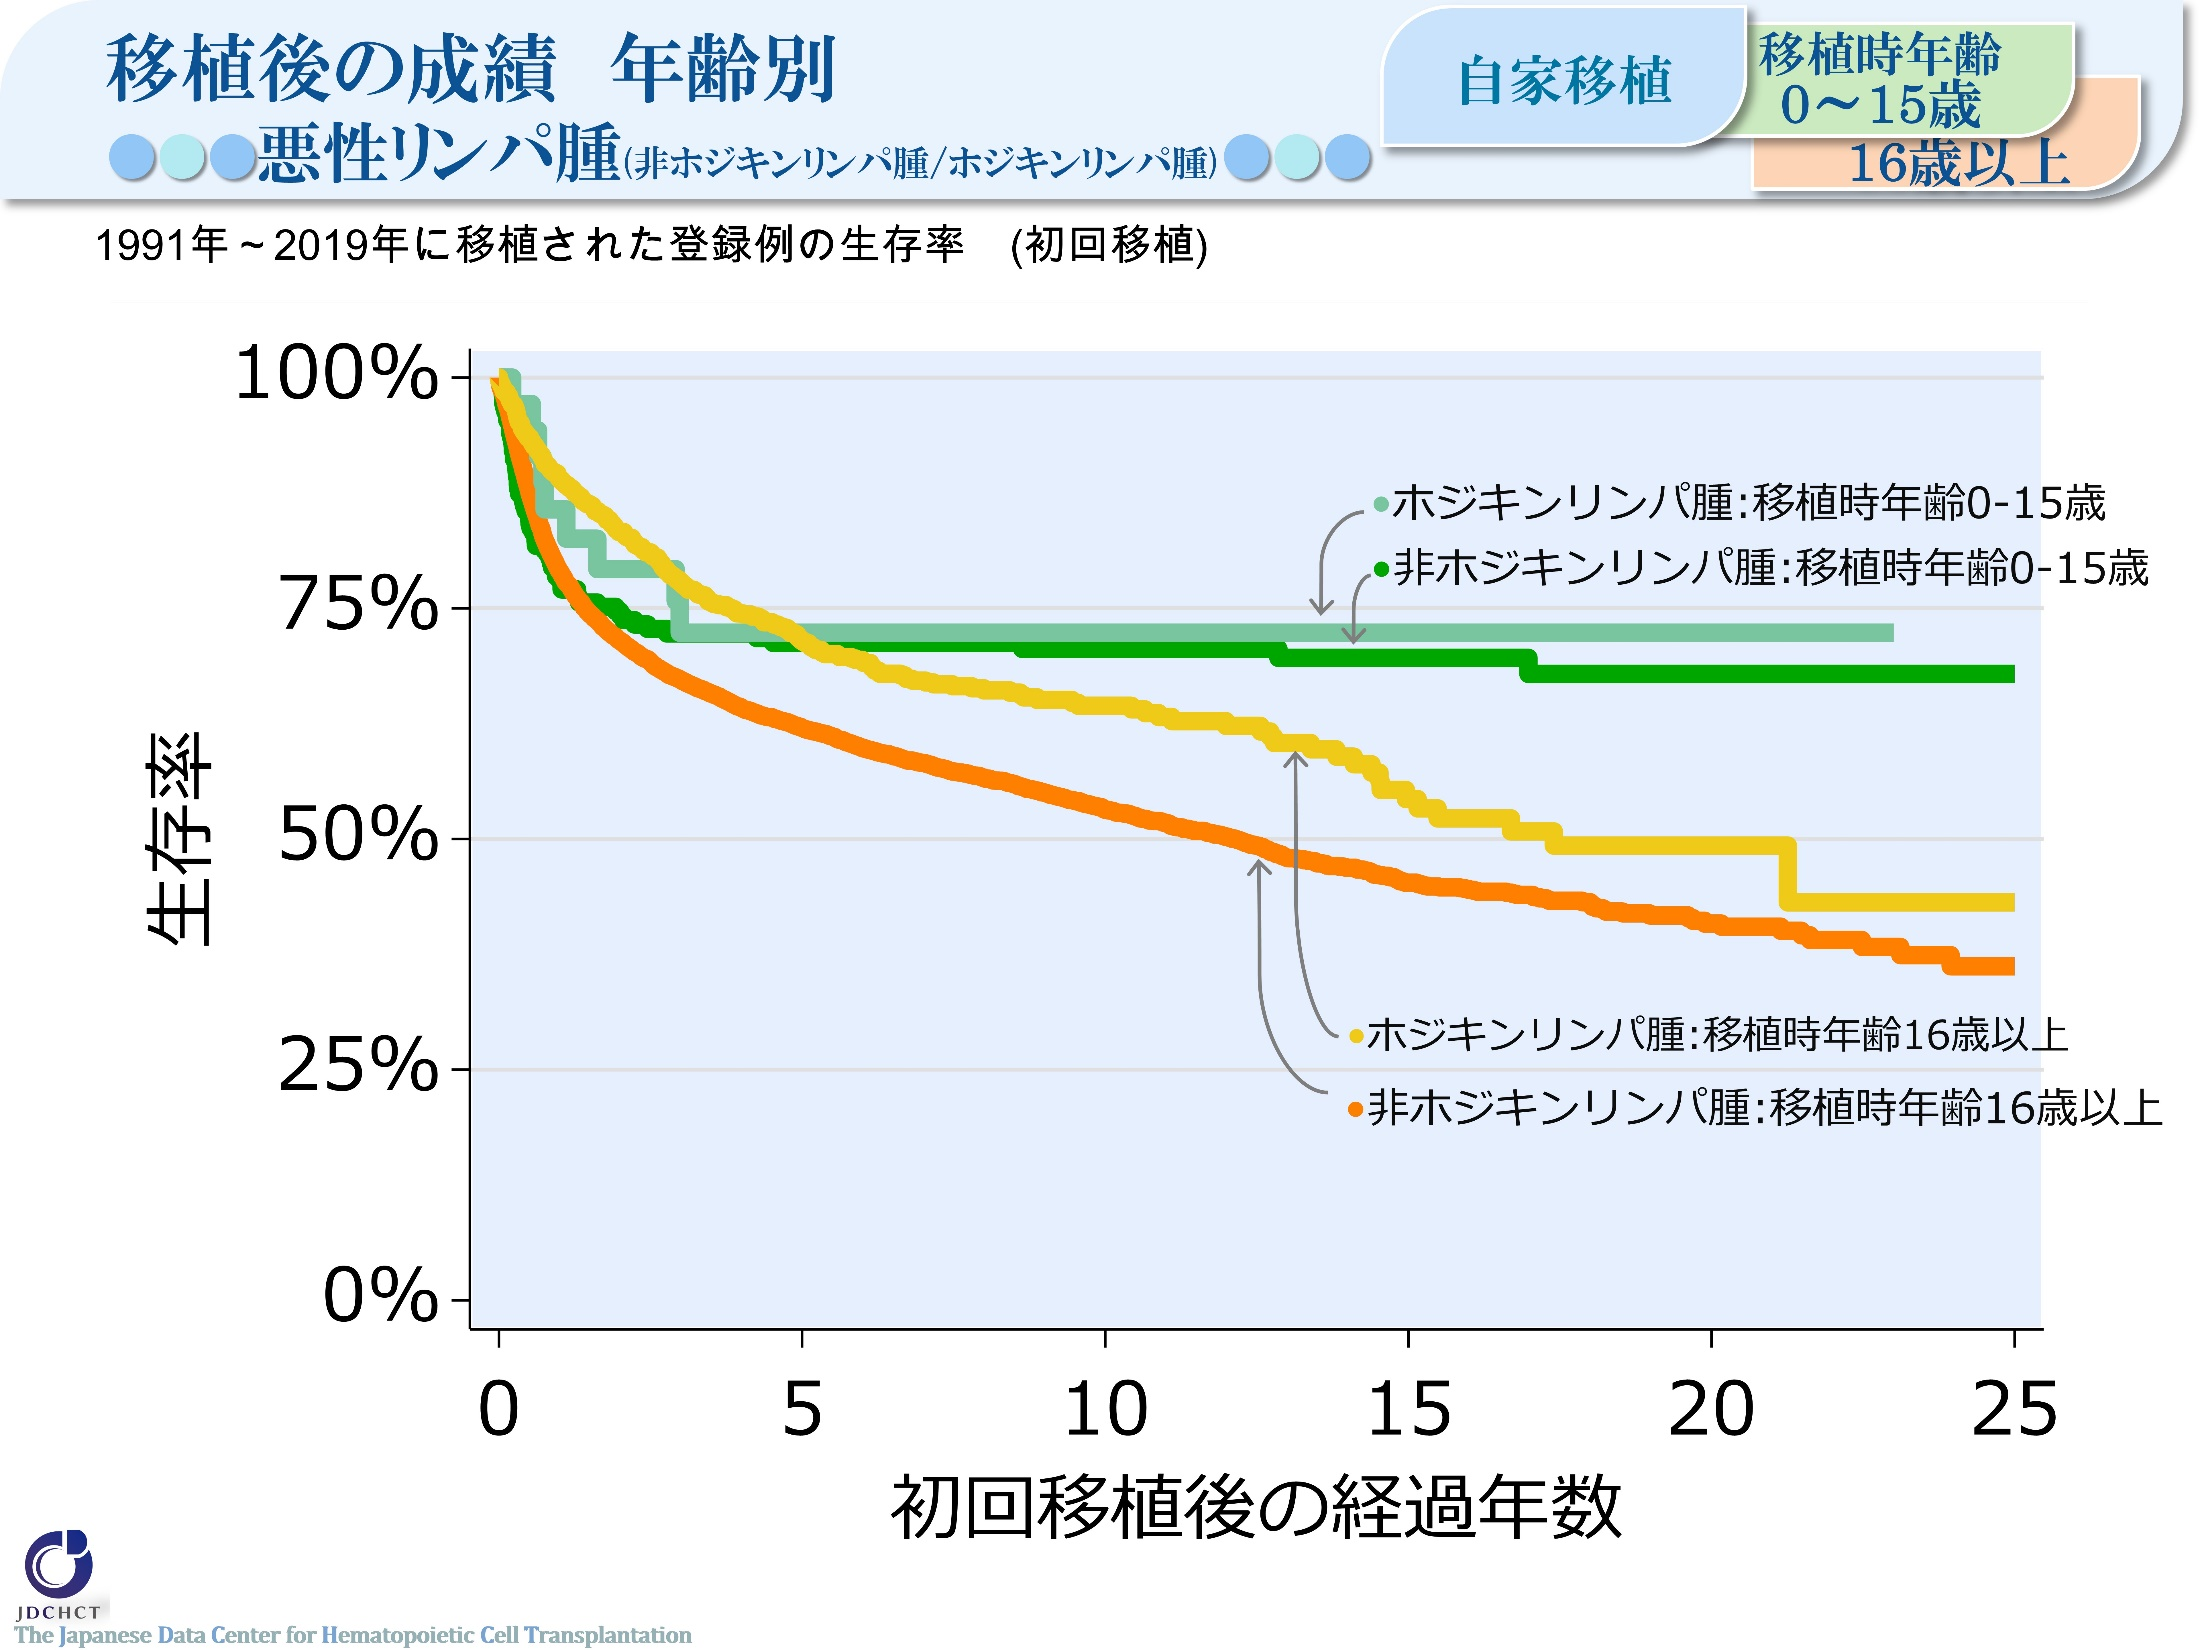 移植後の成績　年齢別
悪性リンパ腫(非ホジキンリンパ腫/ホジキンリンパ腫)
自家移植
移植時年齢
0～15歳
16歳以上
1991年～2019年に移植された登録例の生存率　(初回移植)
100%
75%
50%
25%
0%
生存率
ホジキンリンパ腫:移植時年齢0-15歳
非ホジキンリンパ腫:移植時年齢0-15歳
ホジキンリンパ腫:移植時年齢16歳以上
非ホジキンリンパ腫:移植時年齢16歳以上
0 5 10 15 20 25
初回移植後の経過年数
JDCHCT
The Japanese Data Center for Hematopoietic Cell Transplantation